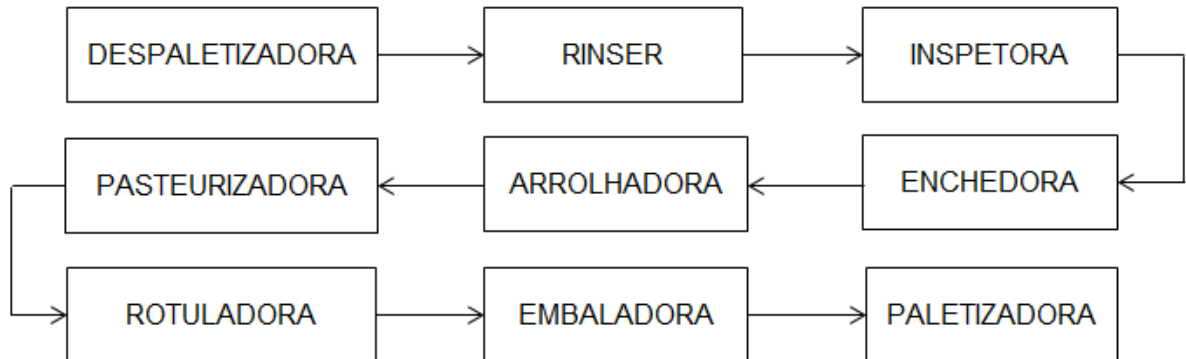 DESPALETIZADORA
RINSER
INSPETORA
ENCHEDORA
ARROLHADORA
PASTEURIZADORA
ROTULADORA
EMBALADORA
PALETIZADORA